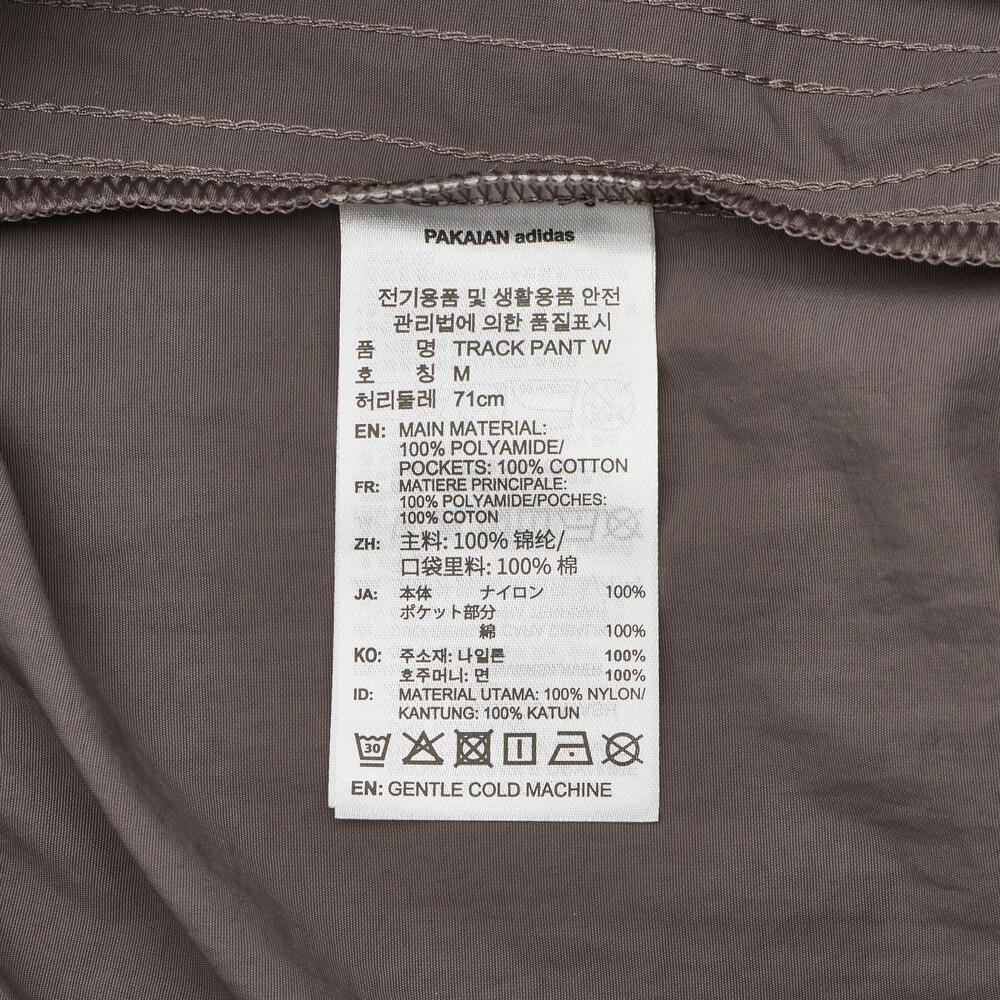 PAKAIAN adidas
전기용품 및 생활용품 안전
관리법에 의한 품질표시
품 명 TRACK PANT W
호 칭 M
허리둘레 71cm
EN: MAIN MATERIAL:
100% POLYAMIDE/
POCKETS: 100% COTTON
FR: MATIERE PRINCIPALE:
100% POLYAMIDE/POCHES:
100% COTON
ZH: 主料: 100% 锦纶/
口袋里料: 100% 棉
JA: 本体 ナイロン 100%
ポケット部分
綿 100%
KO: 주소재: 나일론 100%
호주머니: 면 100%
ID: MATERIAL UTAMA: 100% NYLON/
KANTUNG: 100% KATUN
30
EN: GENTLE COLD MACHINE